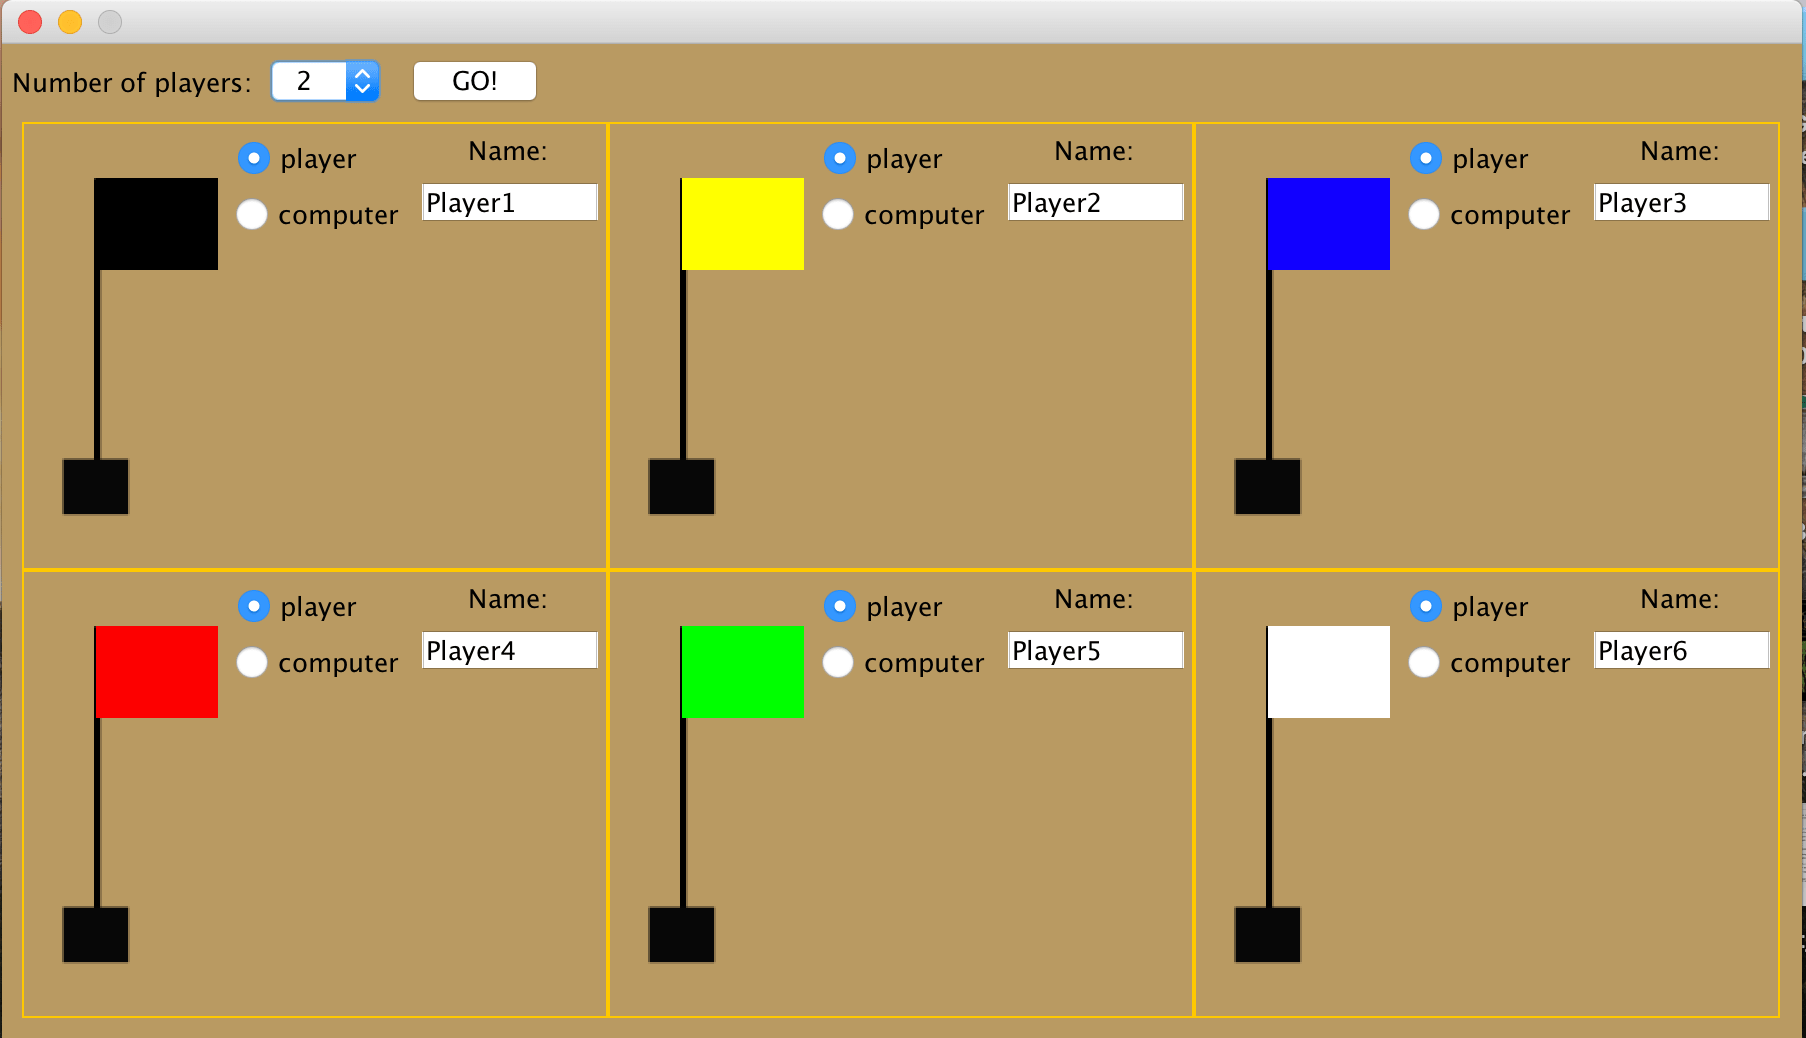 Number of players: 2 GO!
player Name:
computer Player1
player Name:
computer Player2
player Name:
computer Player3
player Name:
computer Player4
player Name:
computer Player5
player Name:
computer Player6